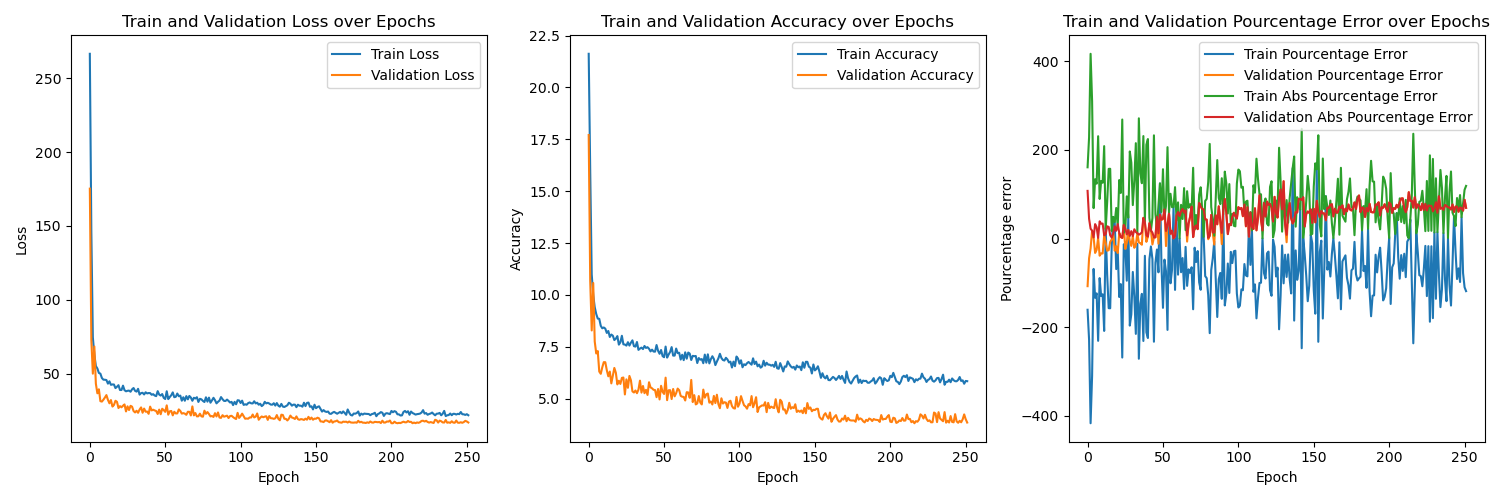 Train and Validation Loss over Epochs
Train Loss
Validation Loss
250
200
150
100
50
Loss
0
50
100
150
200
250
Epoch
Train and Validation Accuracy over Epochs
Train Accuracy
Validation Accuracy
22.5
20.0
17.5
15.0
12.5
10.0
7.5
5.0
Accuracy
0
50
100
150
200
250
Epoch
Train and Validation Pourcentage Error over Epochs
Train Pourcentage Error
Validation Pourcentage Error
Train Abs Pourcentage Error
Validation Abs Pourcentage Error
400
200
0
−200
−400
Pourcentage error
0
50
100
150
200
250
Epoch